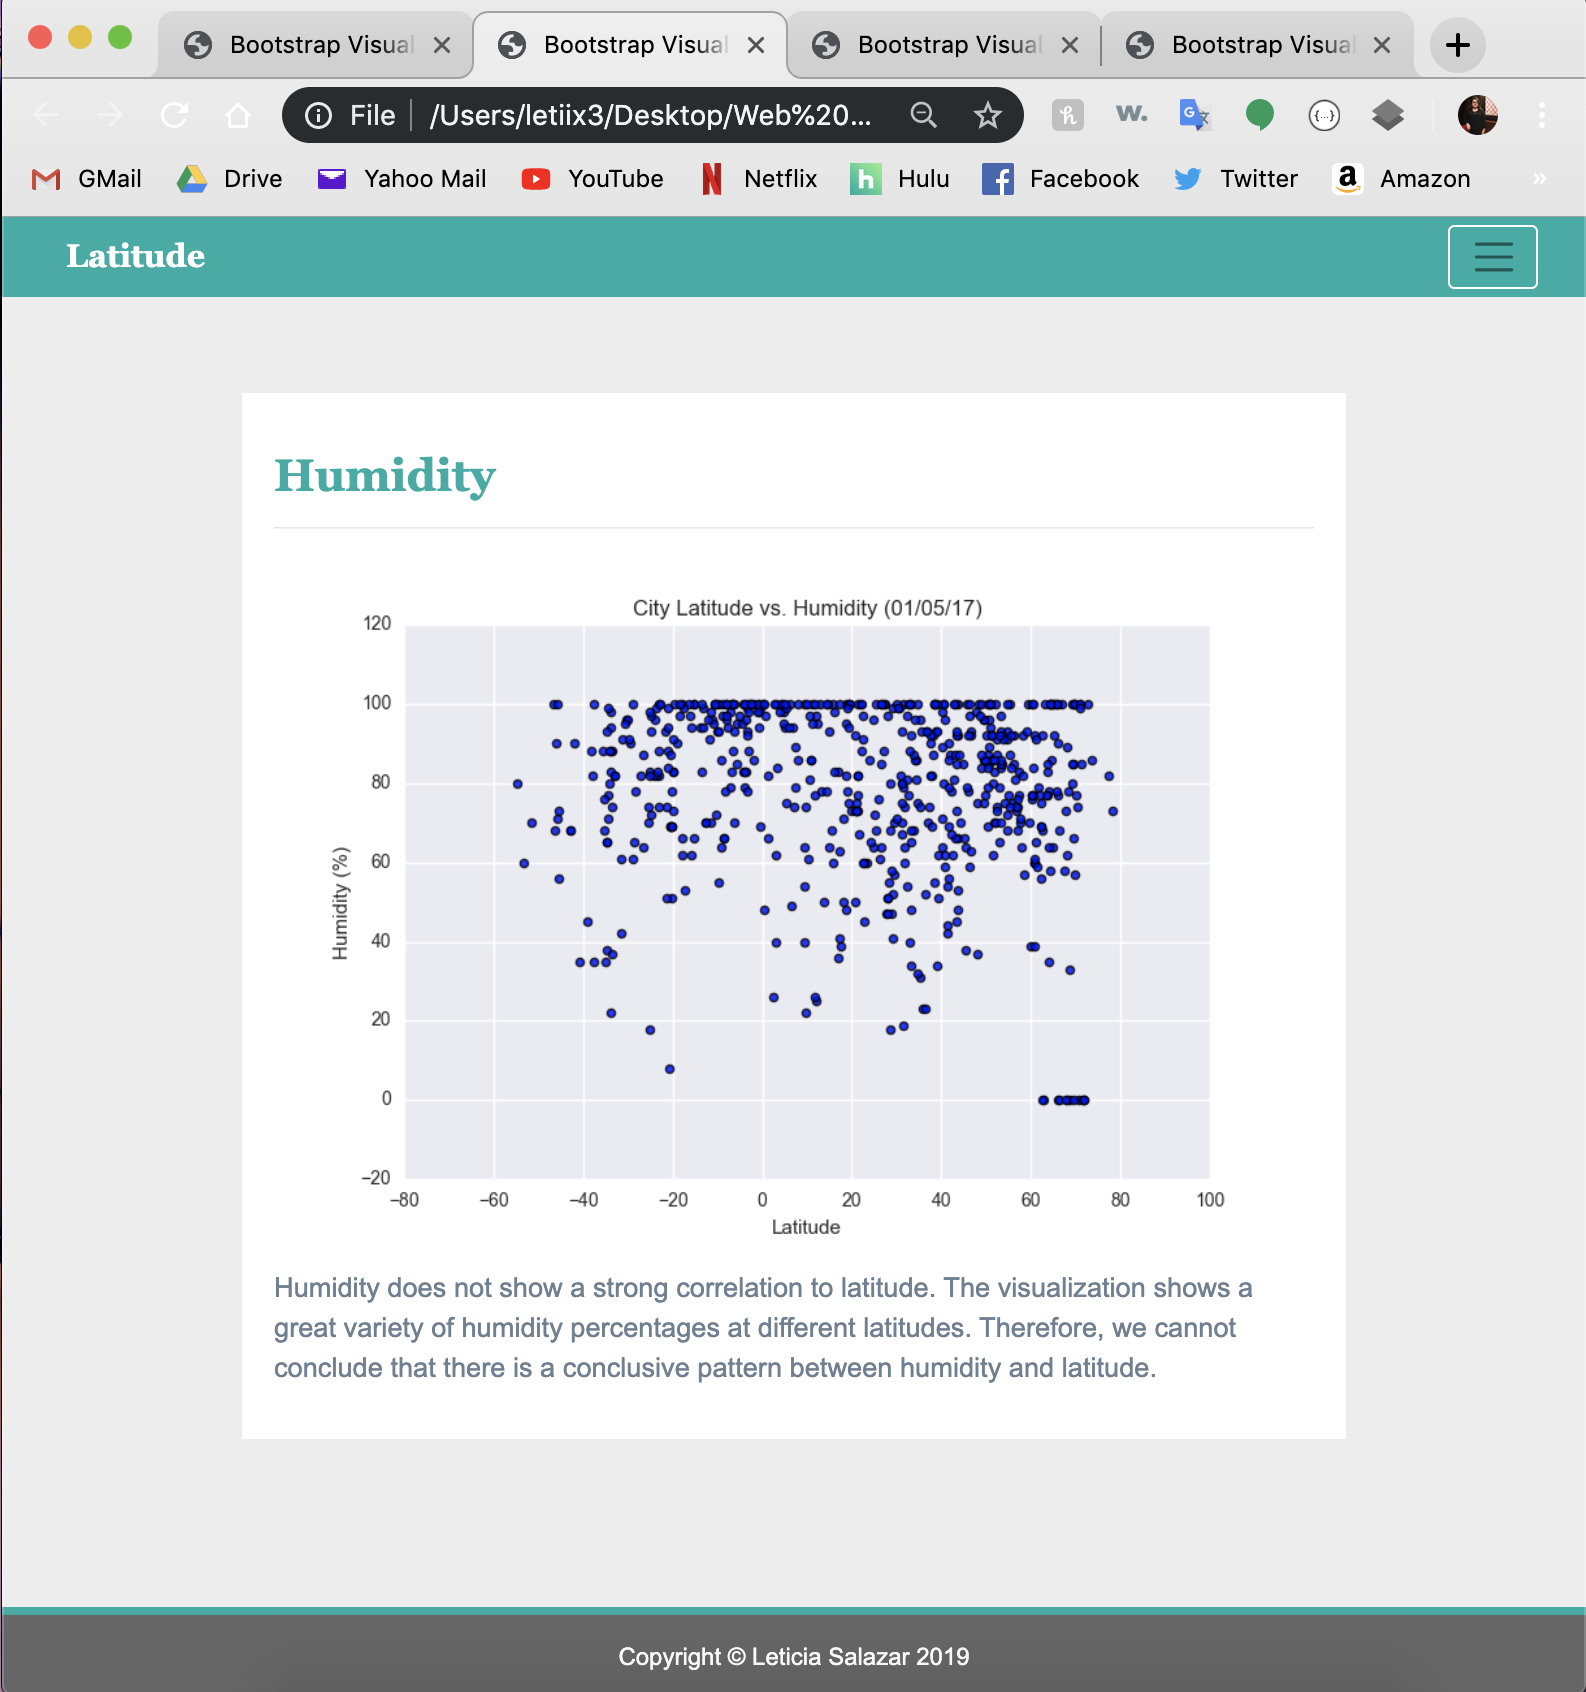 Bootstrap Visual
Bootstrap Visual
Bootstrap Visual
Bootstrap Visua
File /Users/letiix3/Desktop/Web%20...
W.
GMail Drive Yahoo Mail YouTube Netflix Hulu Facebook Twitter Amazon »
Latitude
Humidity
City Latitude vs. Humidity (01/05/17)
120
100
80
60
40
20
0
−20
Humidity (%)
−80 −60 −40 −20 0 20 40 60 80 100
Latitude
Humidity does not show a strong correlation to latitude. The visualization shows a
great variety of humidity percentages at different latitudes. Therefore, we cannot
conclude that there is a conclusive pattern between humidity and latitude.
Copyright © Leticia Salazar 2019